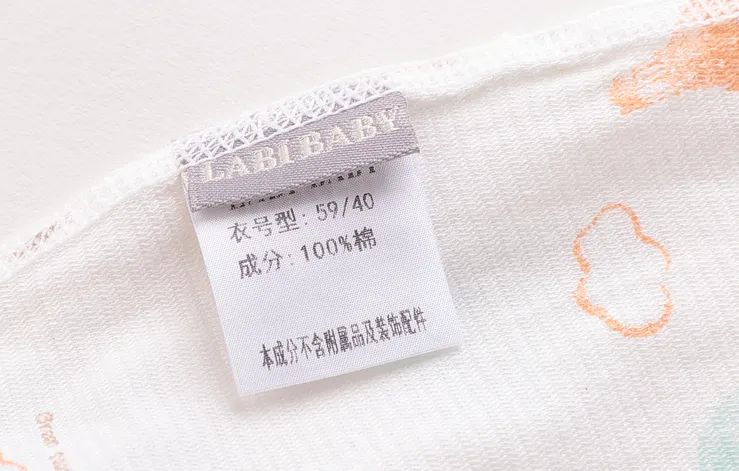 LABI BABY
衣号型: 59/40
成分: 100%棉
本成分不含附属品及装饰配件